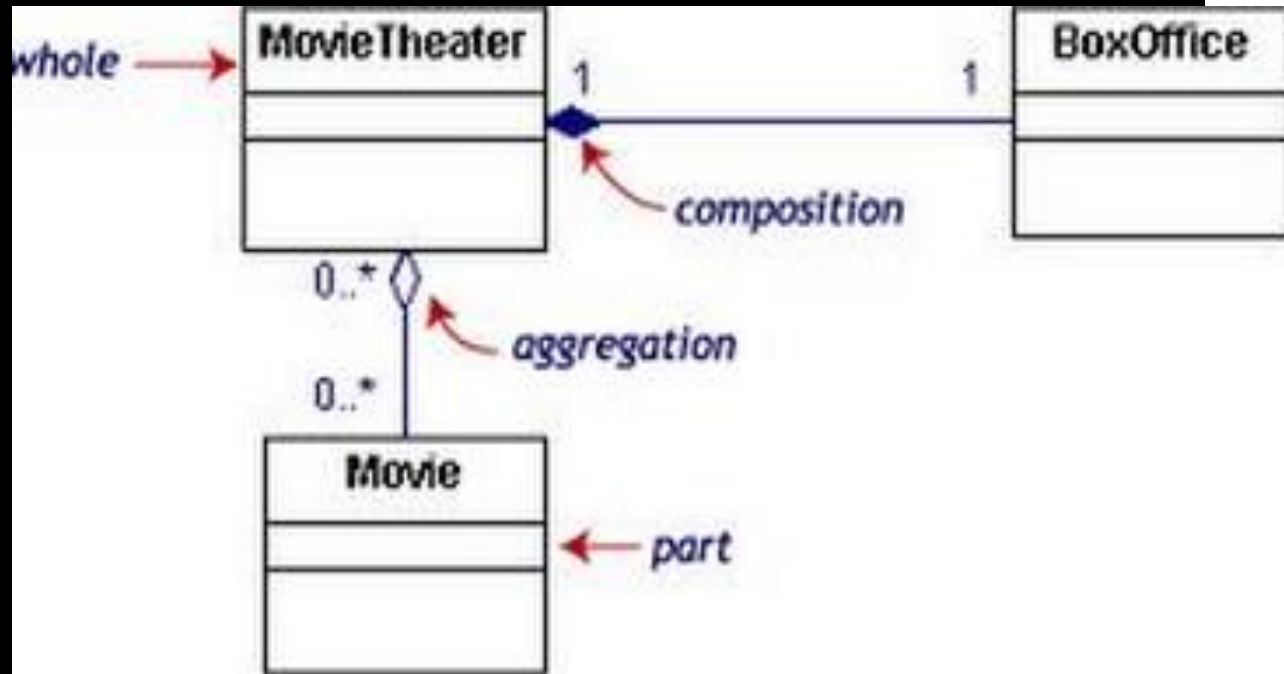 whole
MovieTheater
1
1
BoxOffice
composition
0..*
aggregation
0..*
Movie
part